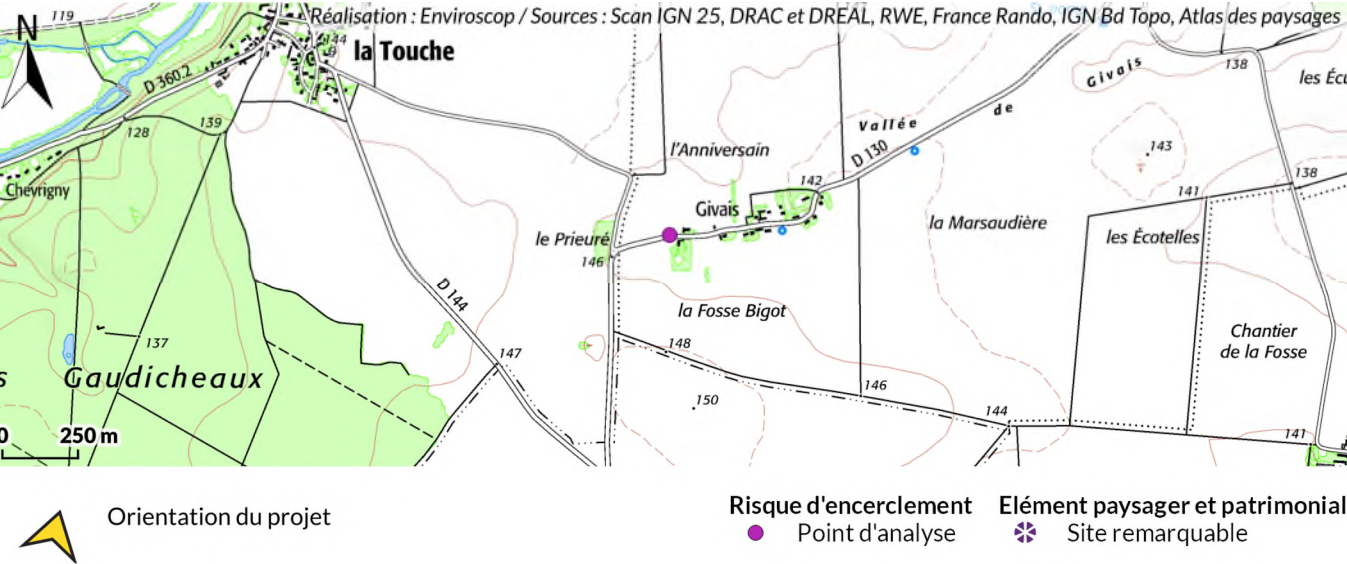 Réalisation : Enviroscop / Sources : Scan IGN 25, DRAC et DREAL, RWE, France Rando, IGN Bd Topo, Atlas des paysages
119
N
144
la Touche
D 360.2
Givais
138
les Écu
de
128
139
Vallée
D 130
143
l'Anniversain
Chevrigny
142
141
138
Givais
la Marsaudière
le Prieuré
les Écotelles
146
D 144
la Fosse Bigot
Chantier
de la Fosse
137
148
147
Gaudicheaux
146
150
144
0 250 m
141
Orientation du projet
Risque d'encerclement
Point d'analyse
Elément paysager et patrimonial
Site remarquable